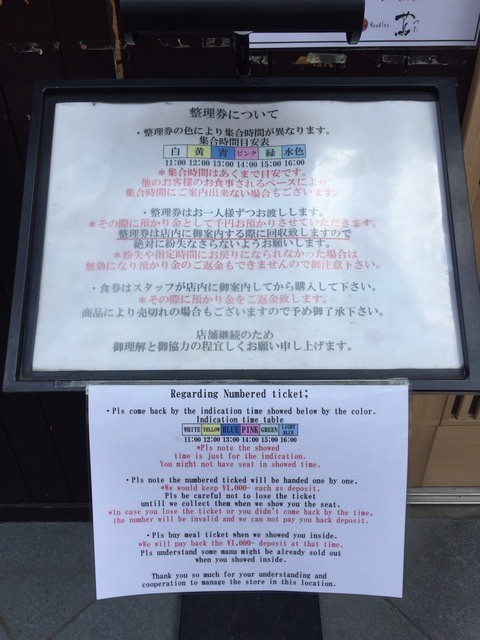 Noodles 蔦
整理券について
・整理券の色により集合時間が異なります。
集合時間目安表
白 黄 青 ピンク 緑 水色
11:00 12:00 13:00 14:00 15:00 16:00
＊集合時間はあくまで目安です。
他のお客様のお食事されるペースにより
集合時間にご案内出来ない場合もございます。
・整理券はお一人様ずつお渡しします。
＊その際に預かり金として千円お預かりさせていただきます。
整理券は店内に御案内する際に回収致しますので
絶対に紛失なさらないようお願いします。
＊紛失や指定時間にお戻りになられなかった場合は
無効になり預かり金のご返金もできませんので御注意下さい。
・食券はスタッフが店内に御案内してから購入して下さい。
＊その際に預かり金をご返金致します。
商品により売切れの場合もございますので予め御了承下さい。
店舗継続のため
御理解と御協力の程宜しくお願い申し上げます。
Regarding Numbered ticket;
・Pls come back by the indication time showed below by the color.
Indication time table
WHITE YELLOW BLUE PINK GREEN LIGHT BLUE
11:00 12:00 13:00 14:00 15:00 16:00
*Pls note the showed
time is just for the indication.
You might not have seat in showed time.
・Pls note the numbered ticked will be handed one by one.
*We would keep ¥1,000- each as deposit.
Pls be careful not to lose the ticket
untill we collect them when we show you the seat.
*In case you lose the ticket or you didn't come back by the time,
the number will be invalid and we can not pay you back deposit.
・Pls buy meal ticket when we showed you inside.
*We will pay back the ¥1,000- deposit at that time.
Pls understand some manu might be already sold out
when you showed inside.
Thank you so much for your understanding and
cooperation to manage the store in this location.